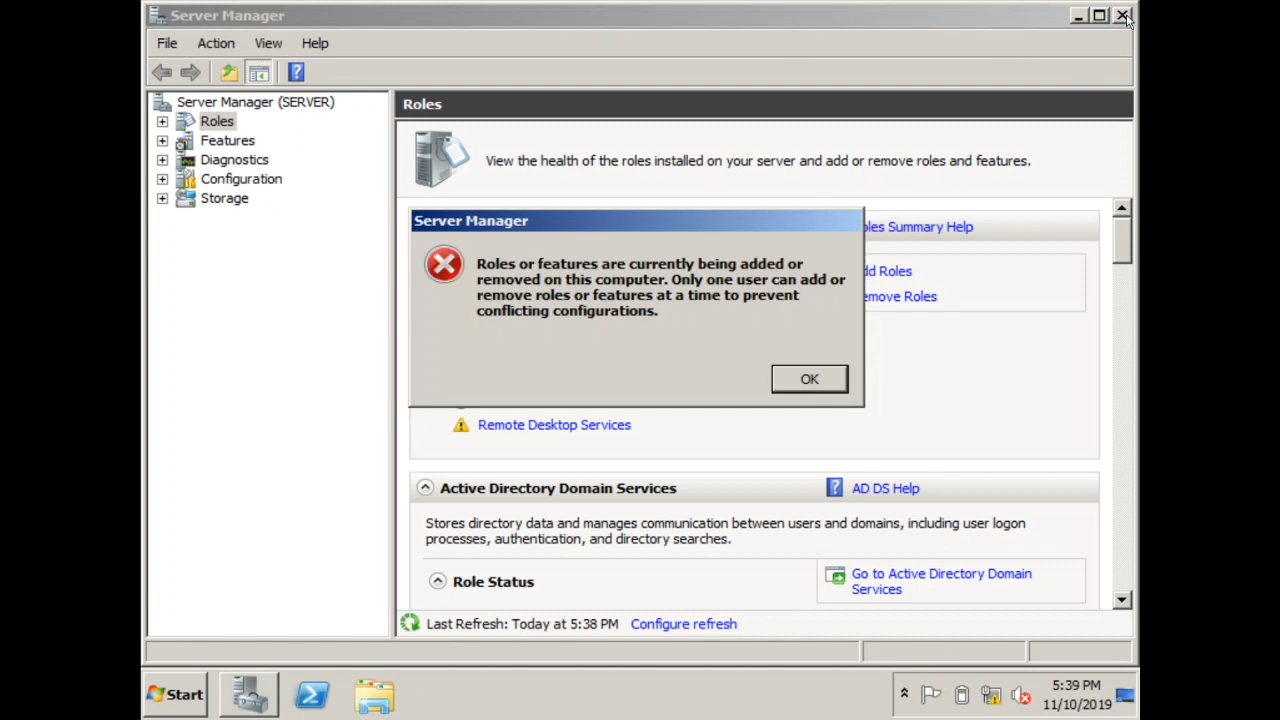 Server Manager
File Action View Help
Server Manager (SERVER)
Roles
Features
Diagnostics
Configuration
Storage
Roles
View the health of the roles installed on your server and add or remove roles and features.
oles Summary Help
dd Roles
emove Roles
Server Manager
Roles or features are currently being added or
removed on this computer. Only one user can add or
remove roles or features at a time to prevent
conflicting configurations.
OK
Remote Desktop Services
Active Directory Domain Services
AD DS Help
Stores directory data and manages communication between users and domains, including user logon
processes, authentication, and directory searches.
Role Status
Go to Active Directory Domain
Services
Last Refresh: Today at 5:38 PM Configure refresh
Start
5:39 PM
11/10/2019